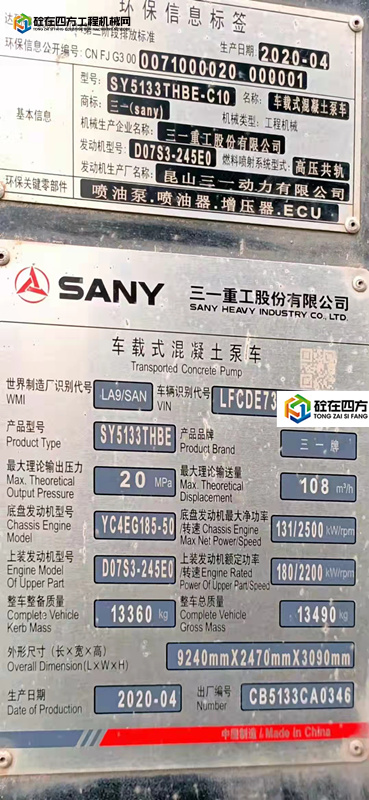 砼在四方工程机械网
环保信息标签
第三阶段排放标准
生产日期: 2020-04
环保信息公开编号: CN FJ G3 00 0071000020 000001
基本信息
型号: SY5133THBE-C10 名称: 车载式混凝土泵车
商标: 三一(sany) 机械类型: 工程机械
机械生产企业名称: 三一重工股份有限公司
发动机型号: D07S3-245E0 燃料喷射系统型式: 高压共轨
发动机生产厂名称: 昆山三一动力有限公司
环保关键零部件 喷油泵.喷油器.增压器.ECU
SANY 三一重工股份有限公司
SANY HEAVY INDUSTRY CO., LTD.
车载式混凝土泵车
Transported Concrete Pump
世界制造厂识别代号 LA9/SAN 车辆识别代号 LFCDE73
WMI VIN
砼在四方
TONG ZAI SI FANG
产品型号 SY5133THBE 产品品牌 三一牌
Product Type Product Brand
最大理论输出压力 20 MPa 最大理论输送量 108 m³/h
Max. Theoretical Output Pressure Max. Theoretical Displacement
底盘发动机型号 YC4EG185-50 底盘发动机最大净功率/转速 131/2500 kW/rpm
Chassis Engine Model Chassis Engine Max Net Power/Speed
上装发动机型号 D07S3-245E0 上装发动机额定功率/转速 180/2200 kW/rpm
Engine Model Of Upper Part Engine Rated Power Of Upper Part/Speed
整车整备质量 13360 kg 整车总质量 13490 kg
Complete Vehicle Kerb Mass Complete Vehicle Gross Mass
外形尺寸 (长×宽×高) 9240mmX2470mmX3090mm
Overall Dimension (L×W×H)
生产日期 2020-04 出厂编号 CB5133CA0346
Date of Production Number
中国制造 Made in China